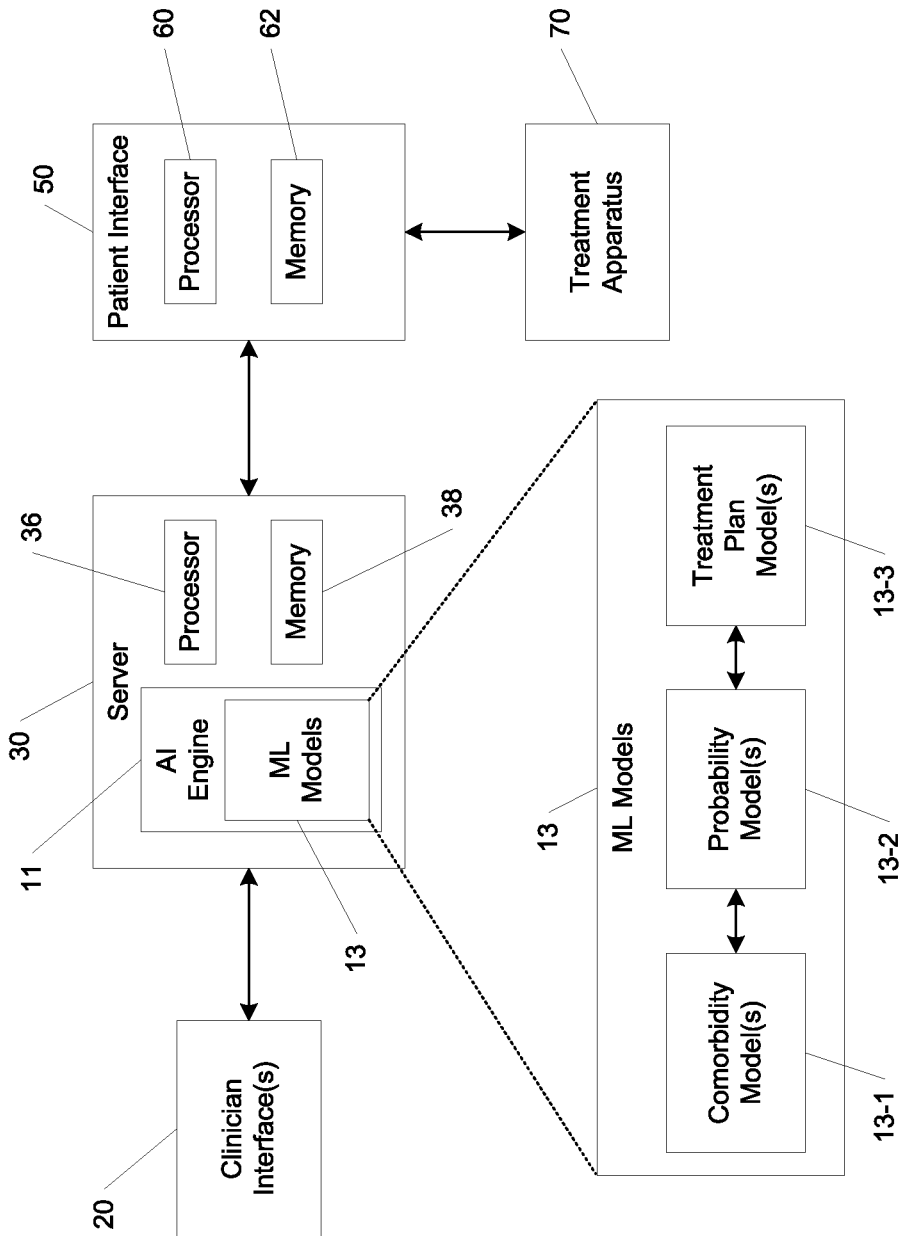 20
Clinician
Interface(s)
11
30
Server
AI
Engine
ML
Models
13
36
Processor
Memory
38
50
Patient Interface
Processor
60
Memory
62
Treatment
Apparatus
70
13
ML Models
Comorbidity
Model(s)
13-1
Probability
Model(s)
13-2
Treatment
Plan
Model(s)
13-3